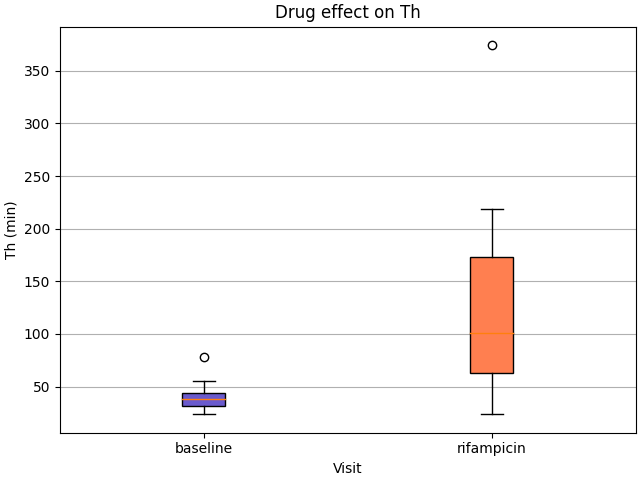 Drug effect on Th
Th (min)
350
300
250
200
150
100
50
baseline
rifampicin
Visit